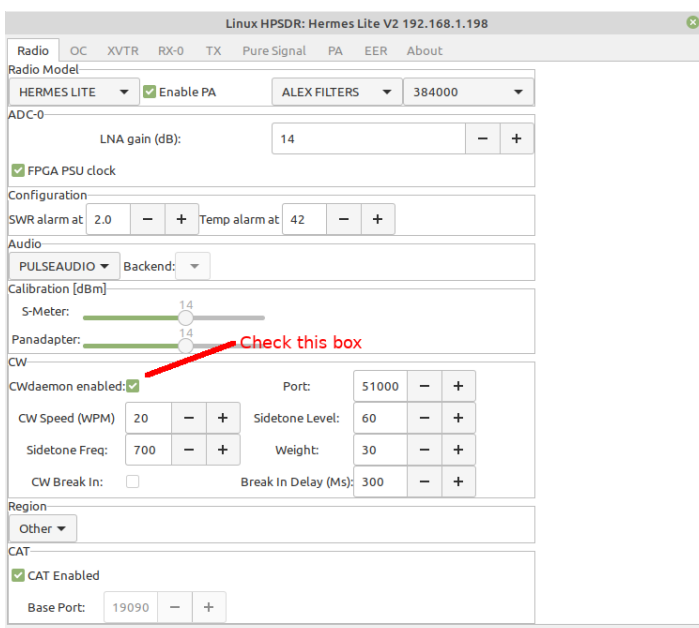 Linux HPSDR: Hermes Lite V2 192.168.1.198
Radio OC XVTR RX-0 TX Pure Signal PA EER About
Radio Model
HERMES LITE Enable PA ALEX FILTERS 384000
ADC-0
LNA gain (dB): 14 − +
FPGA PSU clock
Configuration
SWR alarm at 2.0 − + Temp alarm at 42 − +
Audio
PULSEAUDIO Backend:
Calibration [dBm]
14
S-Meter:
14
Panadapter:
Check this box
CW
CWdaemon enabled: Port: 51000 − +
CW Speed (WPM) 20 − + Sidetone Level: 60 − +
Sidetone Freq: 700 − + Weight: 30 − +
CW Break In: Break In Delay (Ms): 300 − +
Region
Other
CAT
CAT Enabled
Base Port: 19090 − +